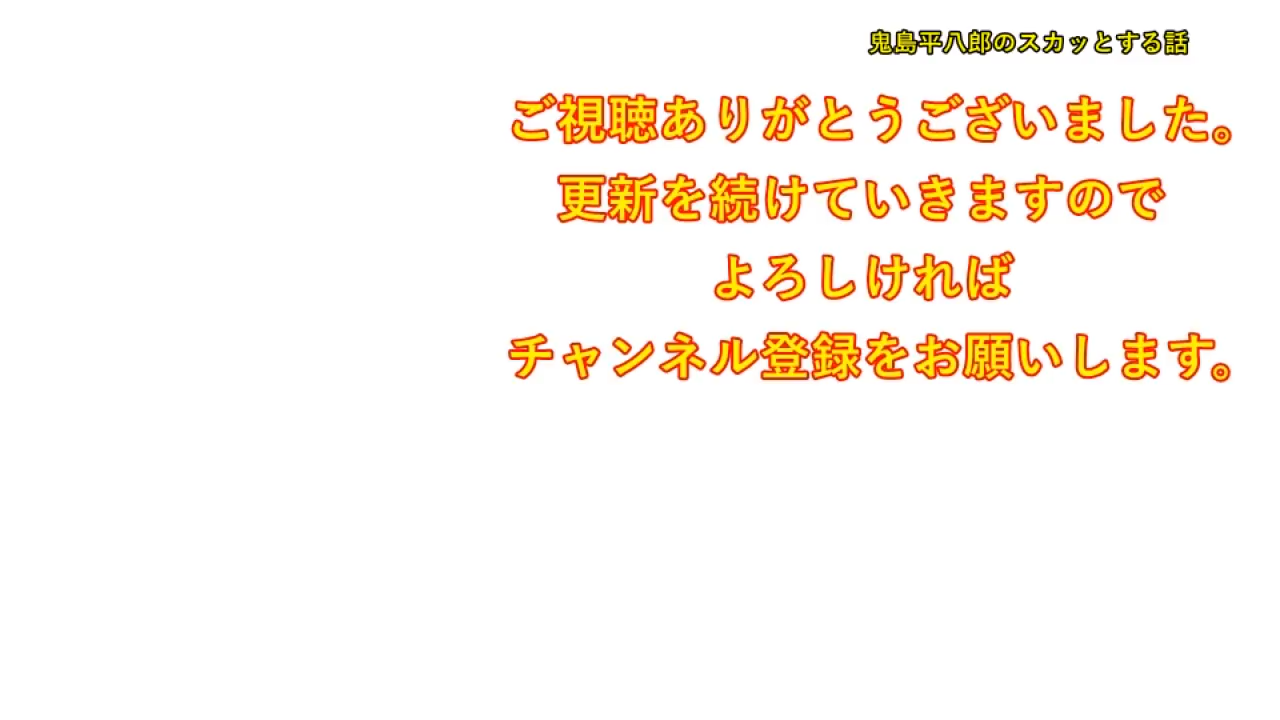 鬼島平八郎のスカッとする話
ご視聴ありがとうございました。
更新を続けていきますので
よろしければ
チャンネル登録をお願いします。